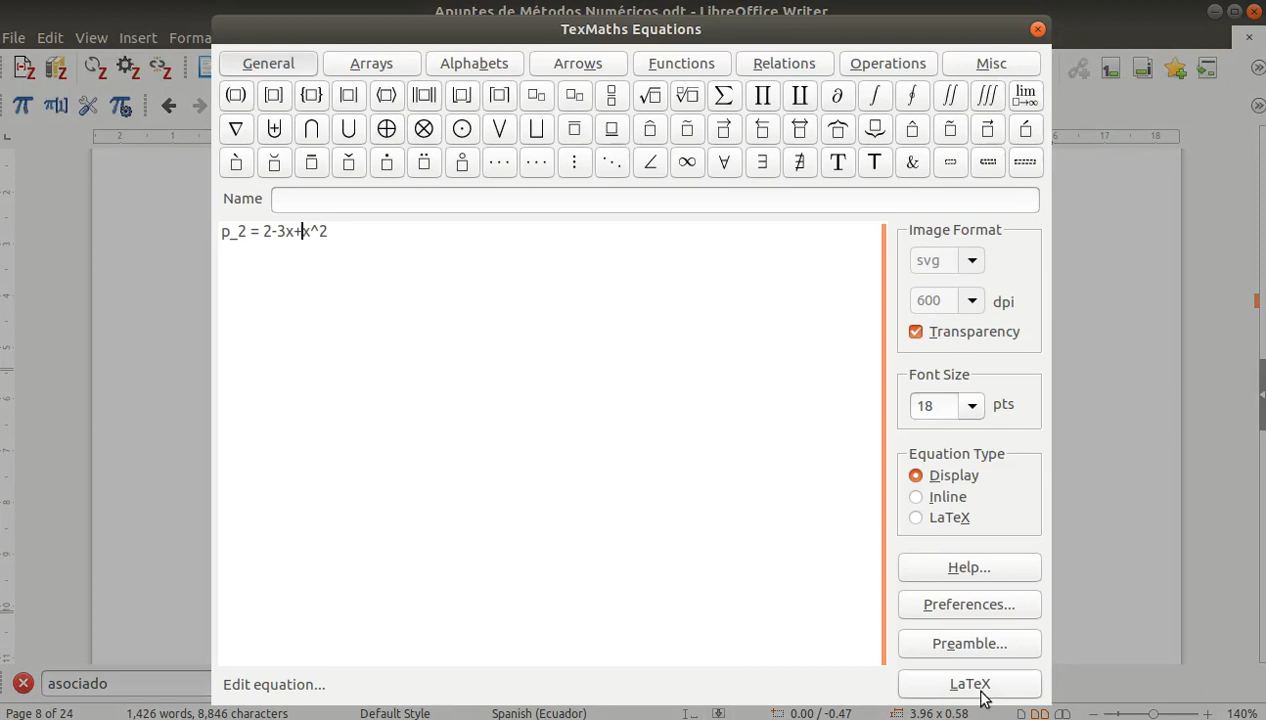 Apuntes de Métodos Numéricos.odt - LibreOffice Writer
TexMaths Equations
File Edit View Insert Forma
General Arrays Alphabets Arrows Functions Relations Operations Misc
Name
p_2 = 2-3x+x^2
Image Format
svg
600 dpi
Transparency
Font Size
18 pts
Equation Type
Display
Inline
LaTeX
Help...
Preferences...
Preamble...
LaTeX
Edit equation...
asociado
Page 8 of 24 1,426 words, 8,846 characters Default Style Spanish (Ecuador) 0.00 / -0.47 3.96 x 0.58 140%